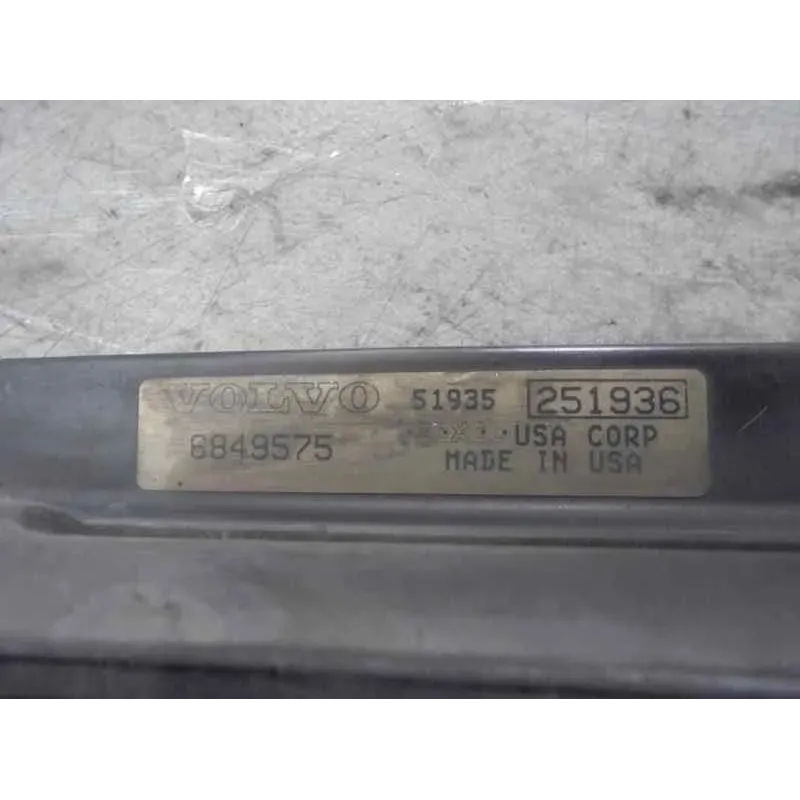 VOLVO 51935 251936
6849575 USA CORP
MADE IN USA